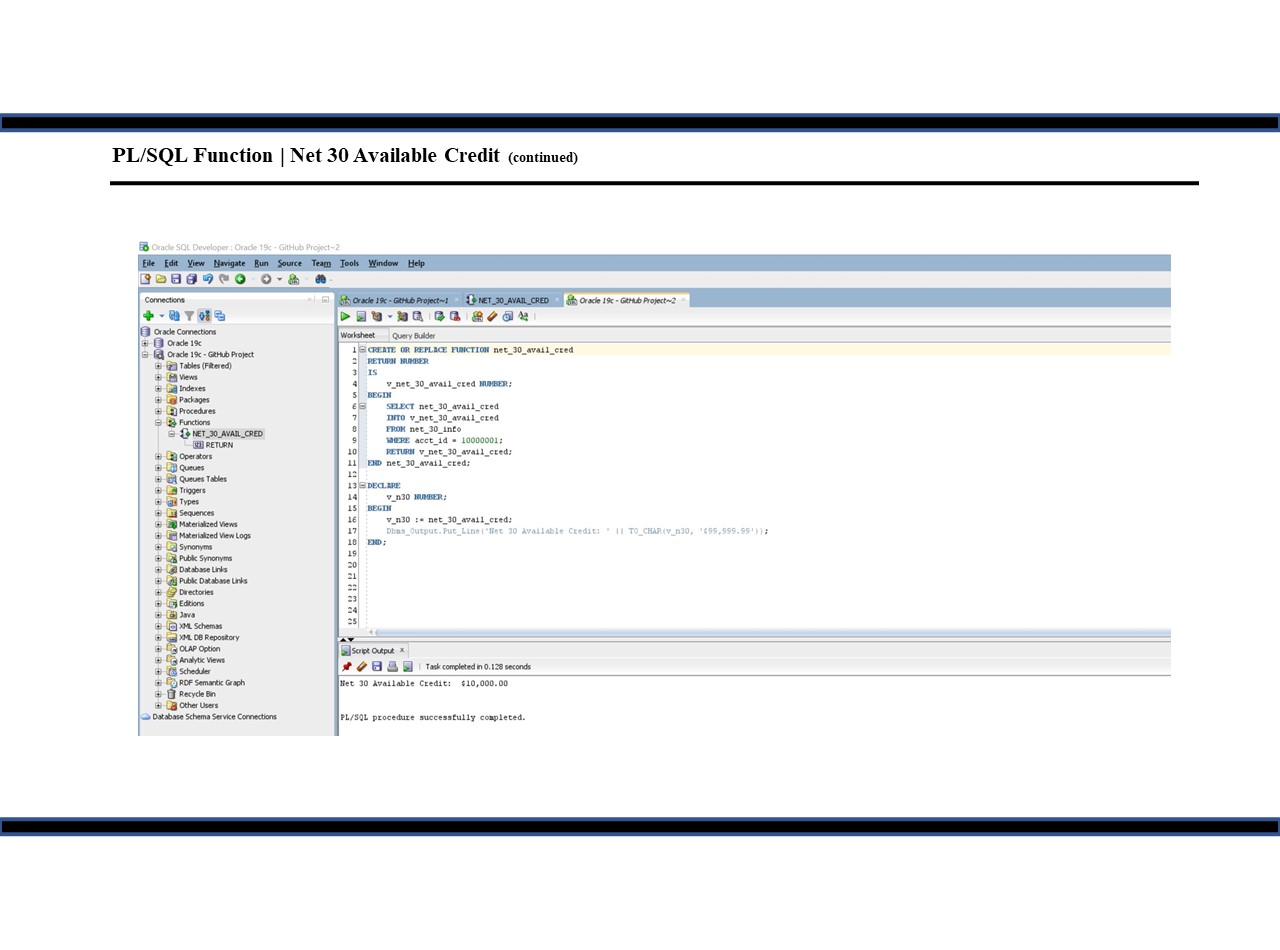 PL/SQL Function | Net 30 Available Credit (continued)
Oracle SQL Developer : Oracle 19c - GitHub Project~2
File Edit View Navigate Run Source Team Tools Window Help
Connections
Oracle Connections
Oracle 19c
Oracle 19c - GitHub Project
Tables (Filtered)
Views
Indexes
Packages
Procedures
Functions
NET_30_AVAIL_CRED
RETURN
Operators
Queues
Queues Tables
Triggers
Types
Sequences
Materialized Views
Materialized View Logs
Synonyms
Public Synonyms
Database Links
Public Database Links
Directories
Editions
Java
XML Schemas
XML DB Repository
OLAP Option
Analytic Views
Scheduler
RDF Semantic Graph
Recycle Bin
Other Users
Database Schema Service Connections
Oracle 19c - GitHub Project~1 NET_30_AVAIL_CRED Oracle 19c - GitHub Project~2
Worksheet Query Builder
1 CREATE OR REPLACE FUNCTION net_30_avail_cred
2 RETURN NUMBER
3 IS
4 v_net_30_avail_cred NUMBER;
5 BEGIN
6 SELECT net_30_avail_cred
7 INTO v_net_30_avail_cred
8 FROM net_30_info
9 WHERE acct_id = 10000001;
10 RETURN v_net_30_avail_cred;
11 END net_30_avail_cred;
12
13 DECLARE
14 v_n30 NUMBER;
15 BEGIN
16 v_n30 := net_30_avail_cred;
17 Dbms_Output.Put_Line('Net 30 Available Credit: ' || TO_CHAR(v_n30, '$99,999.99'));
18 END;
19
20
21
22
23
24
25
Script Output x
Task completed in 0.128 seconds
Net 30 Available Credit: $10,000.00
PL/SQL procedure successfully completed.